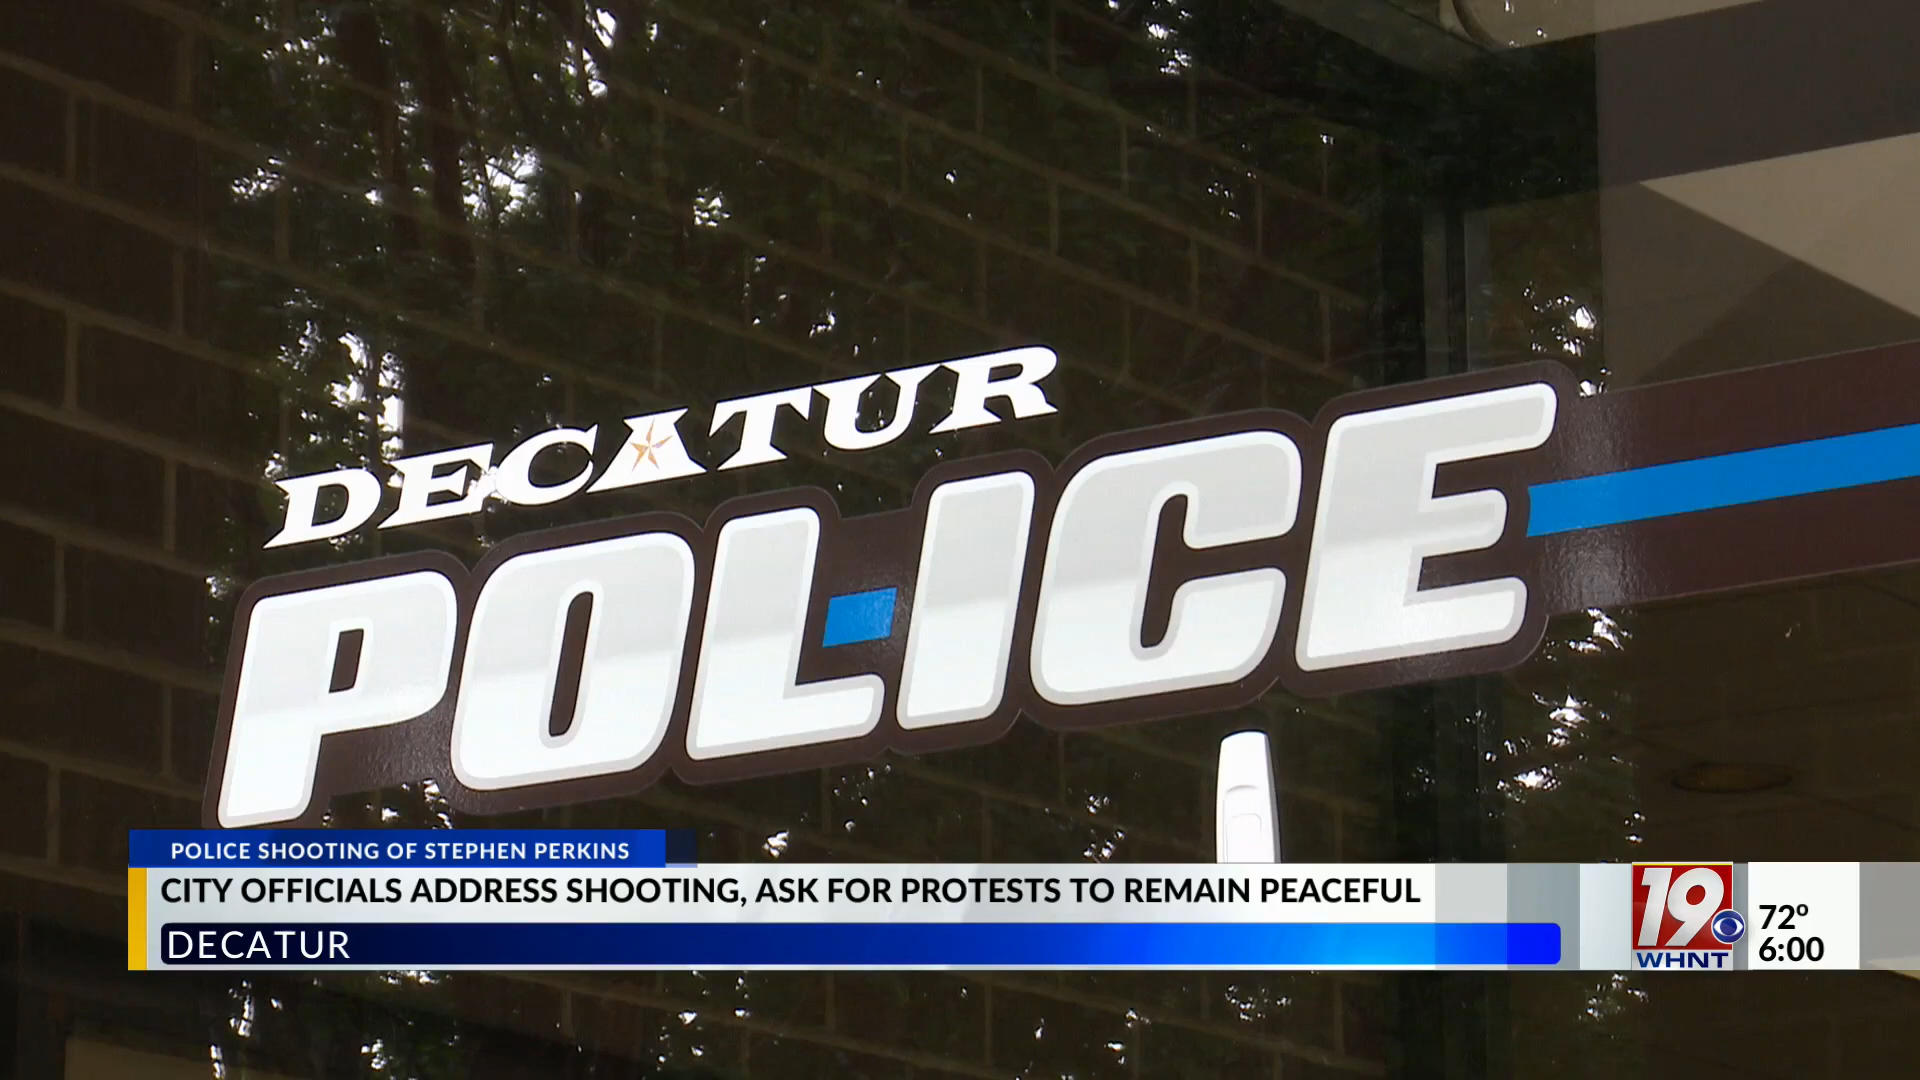 DECATUR
POLICE
POLICE SHOOTING OF STEPHEN PERKINS
CITY OFFICIALS ADDRESS SHOOTING, ASK FOR PROTESTS TO REMAIN PEACEFUL
DECATUR
19
WHNT
72º
6:00